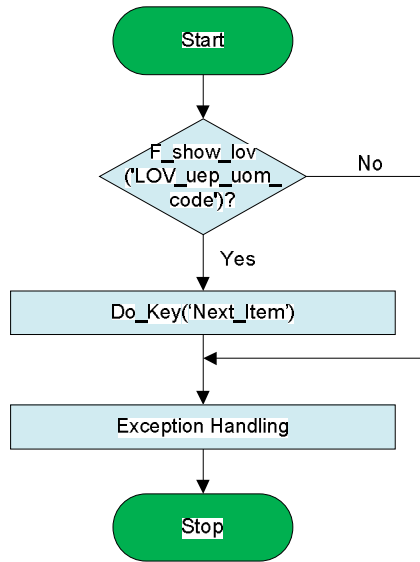 Start
F_show_lov
('LOV_uep_uom_
code')?
No
Yes
Do_Key(‘Next_Item’)
Exception Handling
Stop